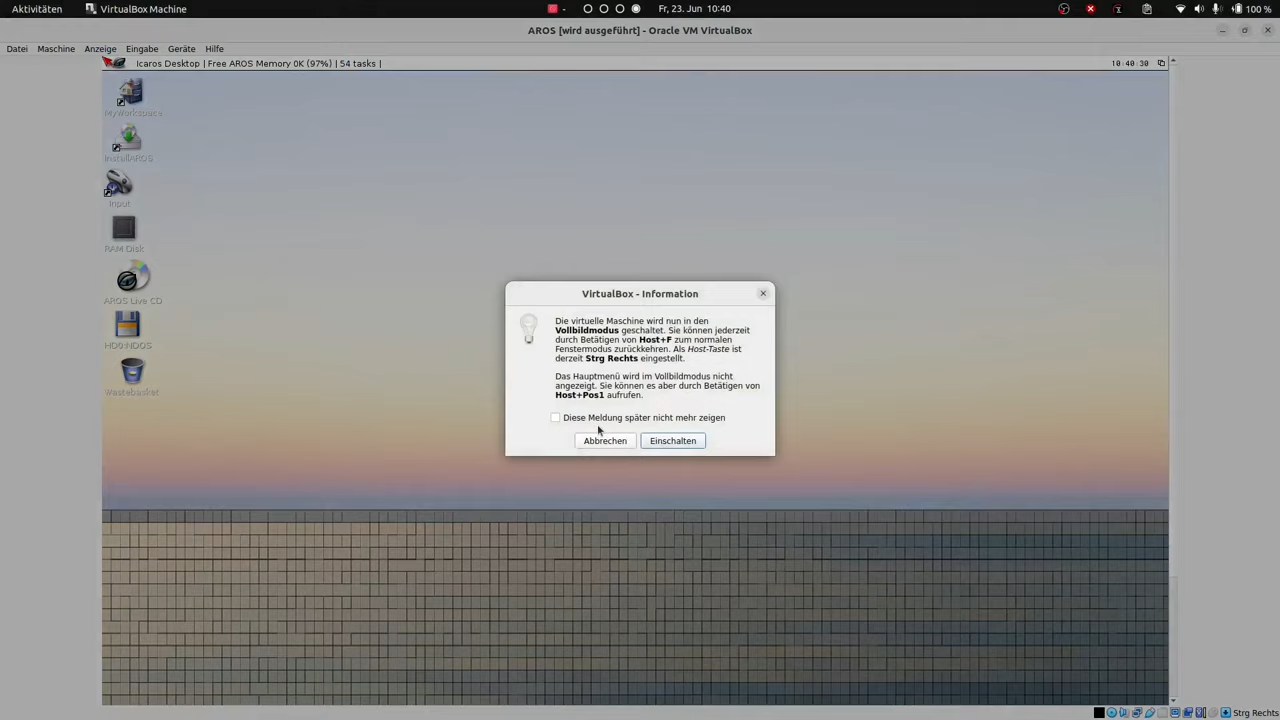 Aktivitäten VirtualBox Machine Fr, 23. Jun 10:40 100 %
AROS [wird ausgeführt] - Oracle VM VirtualBox
Datei Maschine Anzeige Eingabe Geräte Hilfe
Icaros Desktop | Free AROS Memory 0K (97%) | 54 tasks | 10:40:30
MyWorkspace
InstallAROS
Input
RAM Disk
AROS Live CD
HD0:NDOS
Wastebasket
VirtualBox - Information
Die virtuelle Maschine wird nun in den
Vollbildmodus geschaltet. Sie können jederzeit
durch Betätigen von Host+F zum normalen
Fenstermodus zurückkehren. Als Host-Taste ist
derzeit Strg Rechts eingestellt.
Das Hauptmenü wird im Vollbildmodus nicht
angezeigt. Sie können es aber durch Betätigen von
Host+Pos1 aufrufen.
Diese Meldung später nicht mehr zeigen
Abbrechen Einschalten
Strg Rechts